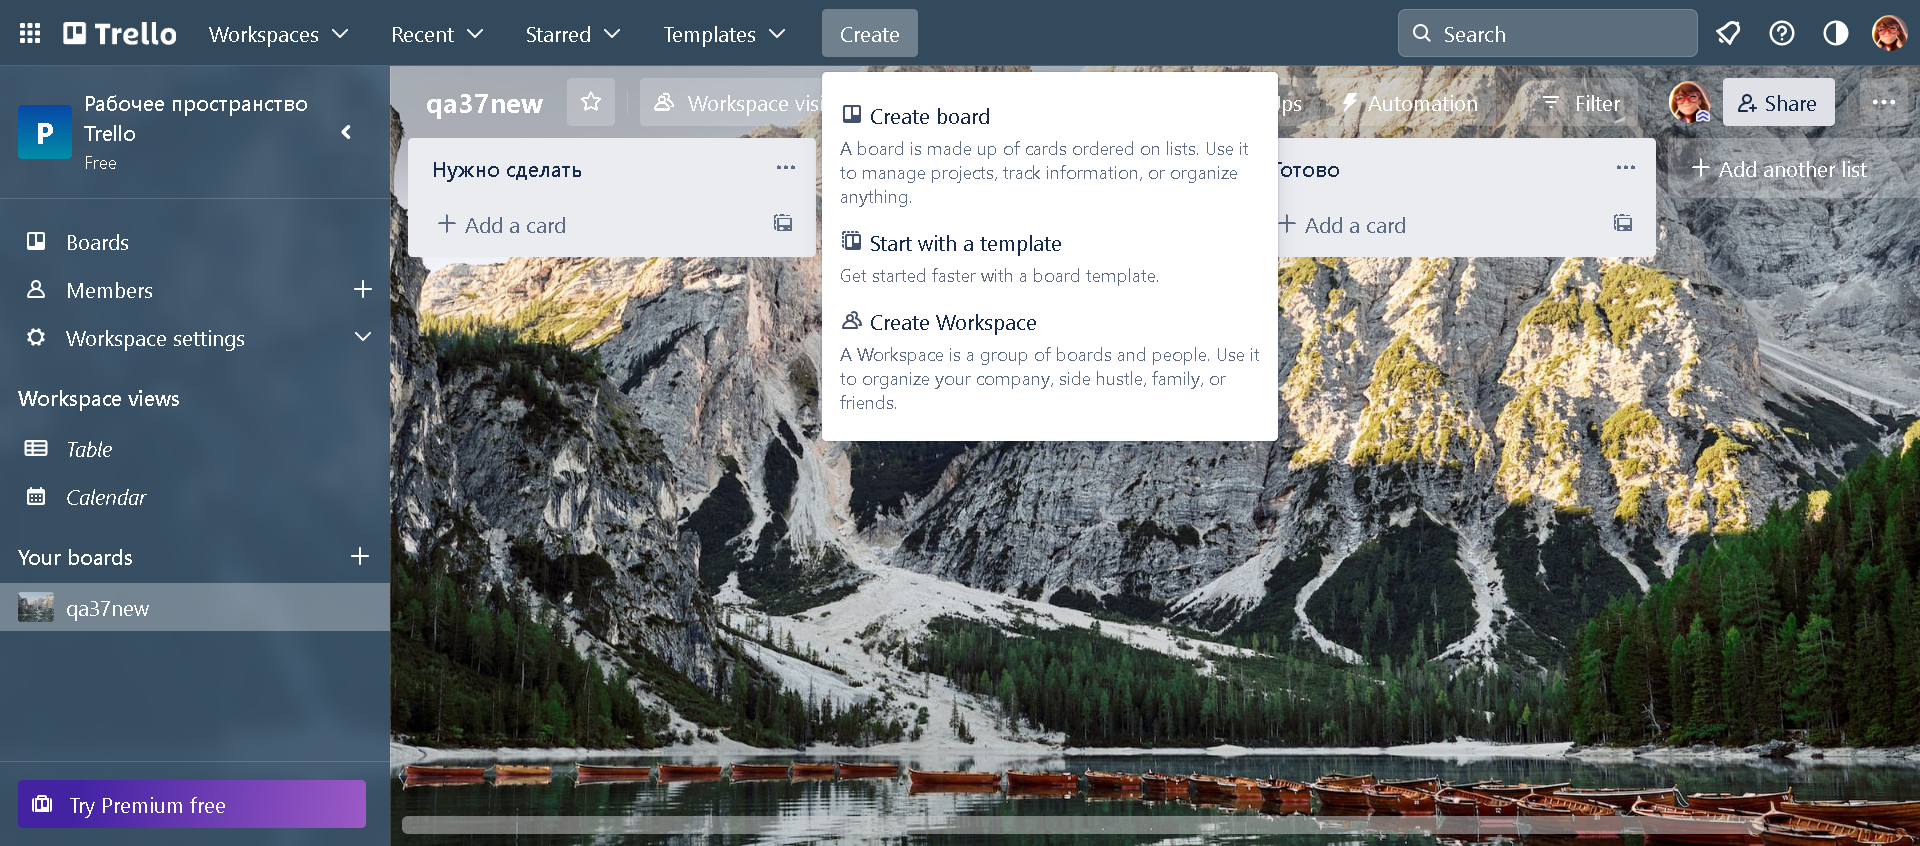 Trello
Workspaces
Recent
Starred
Templates
Create
Search
P
Рабочее пространство
Trello
Free
Boards
Members
Workspace settings
Workspace views
Table
Calendar
Your boards
qa37new
Try Premium free
qa37new
Workspace visi
Automation
Filter
Share
Нужно сделать
Add a card
Add a card
Add another list
Create board
A board is made up of cards ordered on lists. Use it
to manage projects, track information, or organize
anything.
Start with a template
Get started faster with a board template.
Create Workspace
A Workspace is a group of boards and people. Use it
to organize your company, side hustle, family, or
friends.